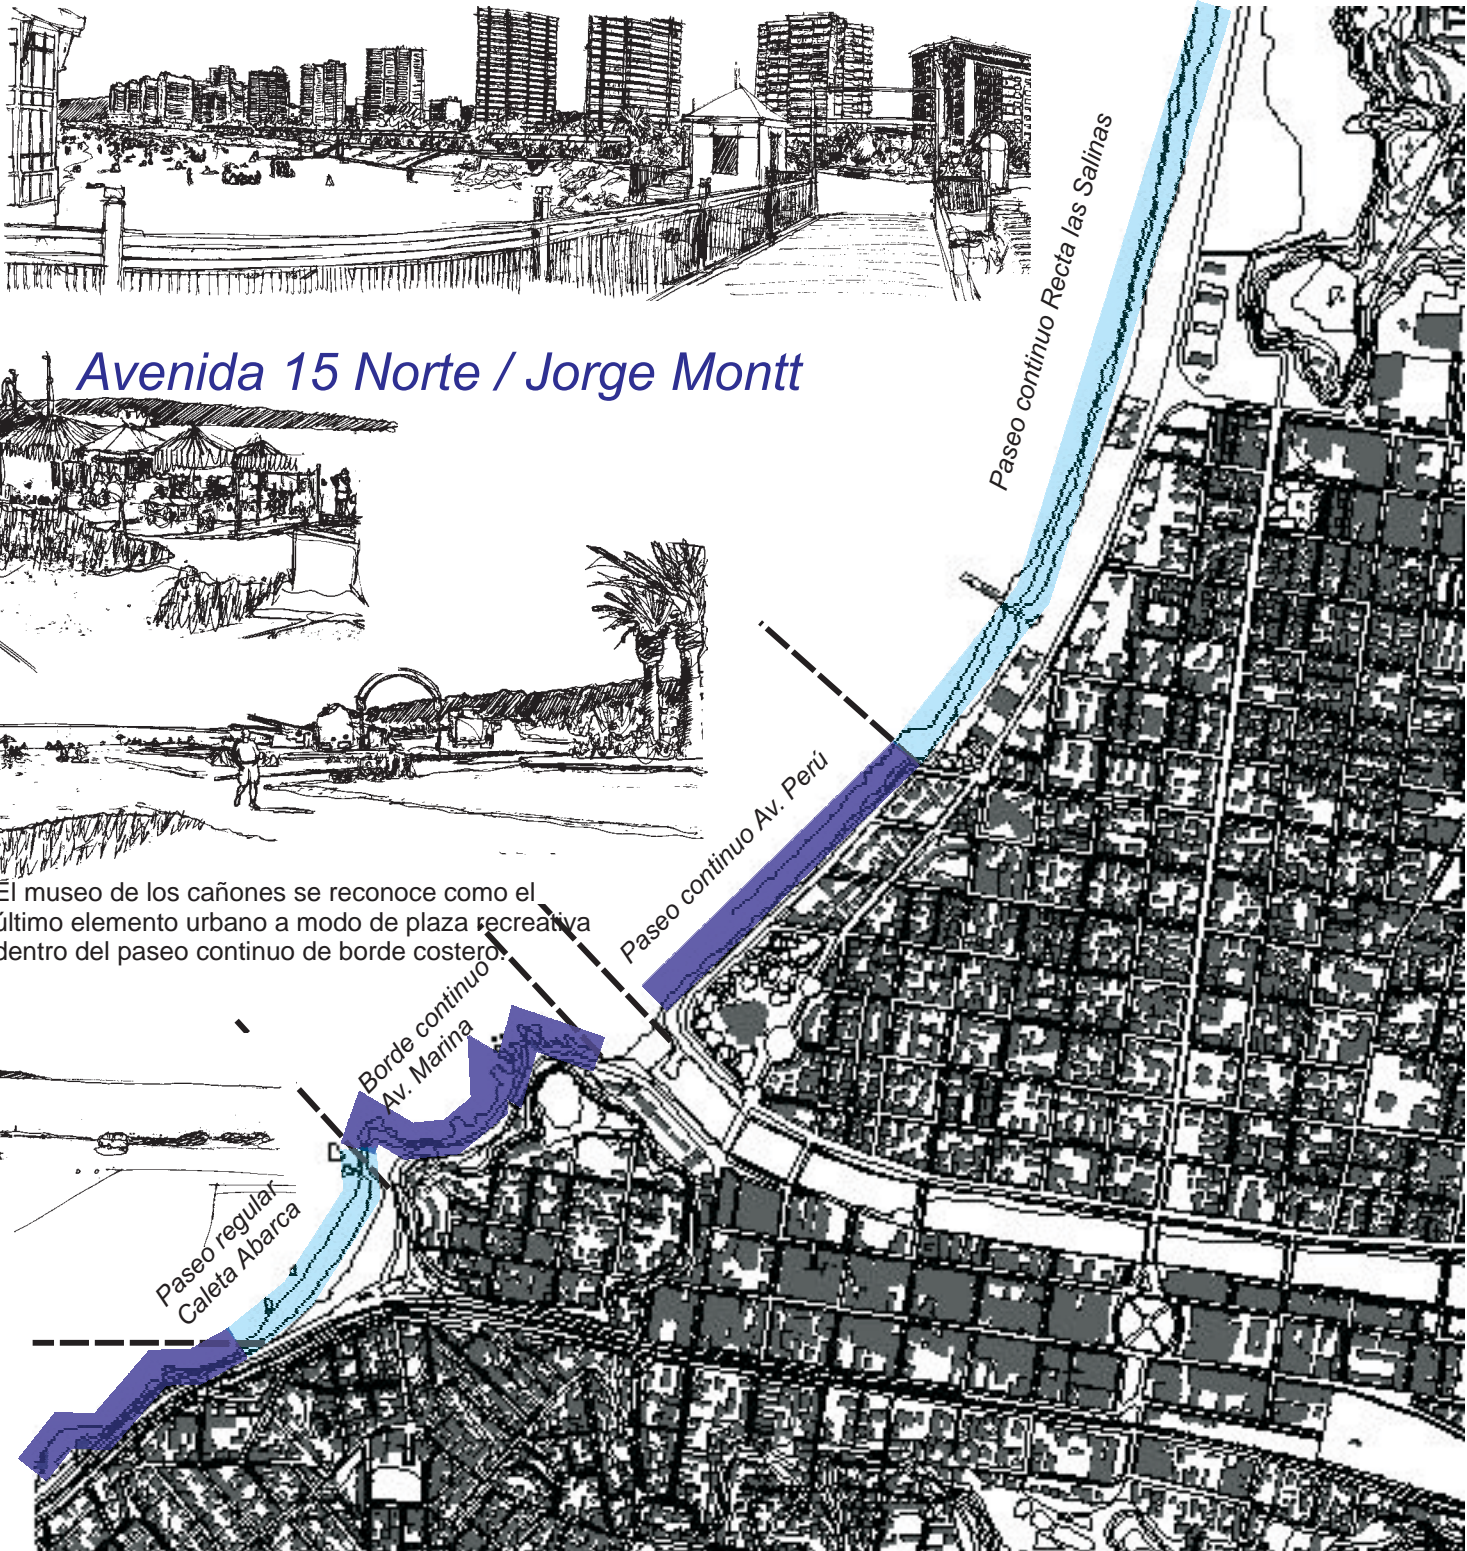 Paseo continuo Recta las Salinas
Avenida 15 Norte / Jorge Montt
Paseo continuo Av. Perú
El museo de los cañones se reconoce como el
último elemento urbano a modo de plaza recreativa
dentro del paseo continuo de borde costero.
Borde continuo
Av. Marina
Paseo regular
Caleta Abarca